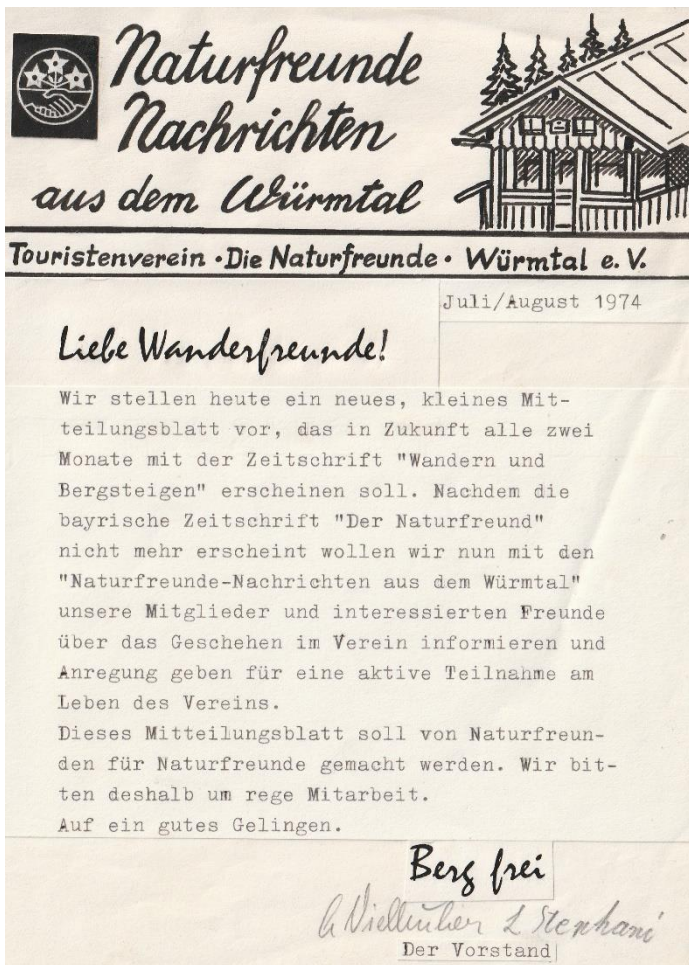 Naturfreunde
Nachrichten
aus dem Würmtal
Touristenverein • Die Naturfreunde • Würmtal e. V.
Juli/August 1974
Liebe Wanderfreunde!
Wir stellen heute ein neues, kleines Mit-
teilungsblatt vor, das in Zukunft alle zwei
Monate mit der Zeitschrift "Wandern und
Bergsteigen" erscheinen soll. Nachdem die
bayrische Zeitschrift "Der Naturfreund"
nicht mehr erscheint wollen wir nun mit den
"Naturfreunde-Nachrichten aus dem Würmtal"
unsere Mitglieder und interessierten Freunde
über das Geschehen im Verein informieren und
Anregung geben für eine aktive Teilnahme am
Leben des Vereins.
Dieses Mitteilungsblatt soll von Naturfreun-
den für Naturfreunde gemacht werden. Wir bit-
ten deshalb um rege Mitarbeit.
Auf ein gutes Gelingen.
Berg frei
Stephani
Der Vorstand